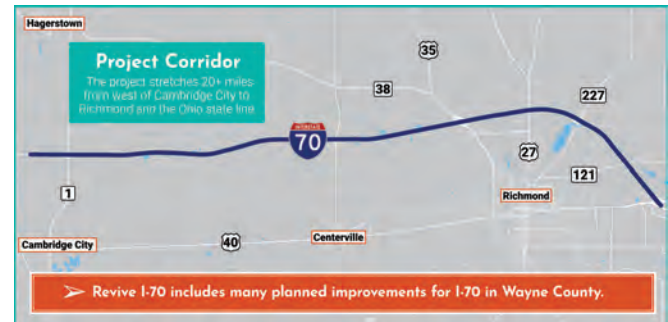 Hagerstown
Project Corridor
The project stretches 20+ miles
from west of Cambridge City to
Richmond and the Ohio state line
35
38
227
INTERSTATE
70
27
121
1
Richmond
Cambridge City
40
Centerville
Revive I-70 includes many planned improvements for I-70 in Wayne County.